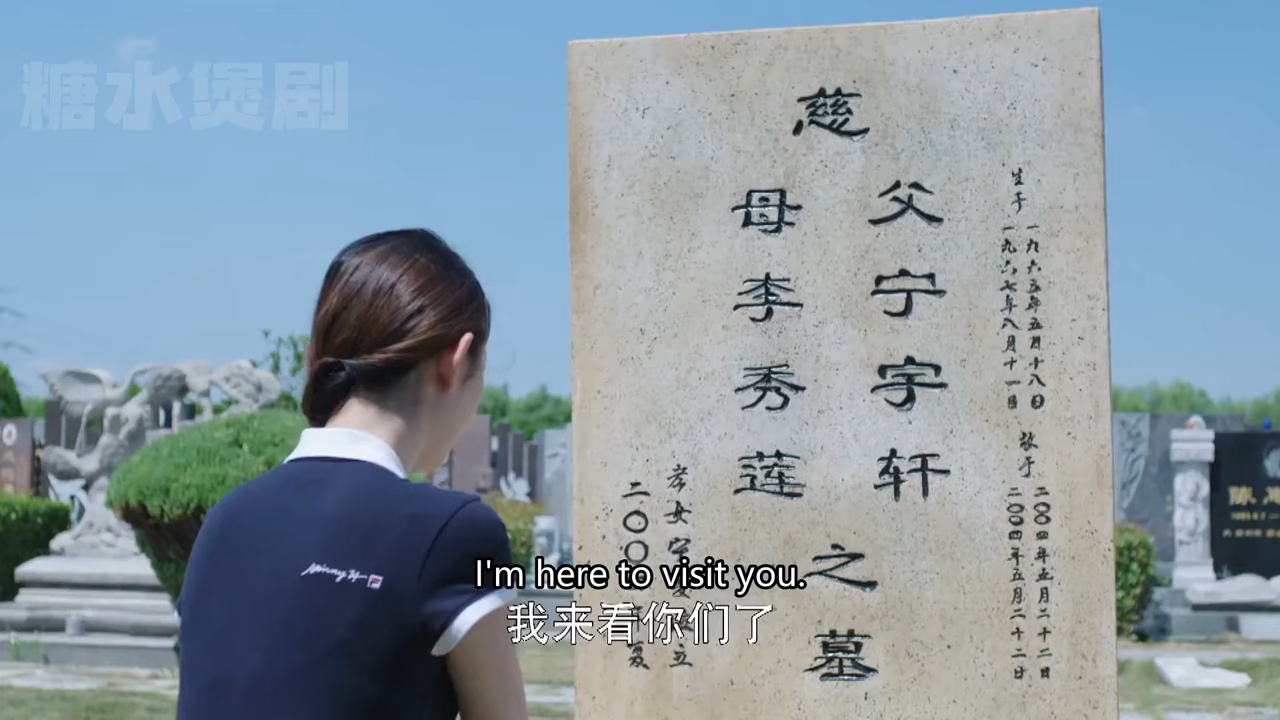 糖水煲剧
慈
生于
一九六五年五月十八日
一九六七年八月十一日
故于
二〇〇四年五月二十二日
二〇〇四年五月二十二日
父宁宇轩
母李秀莲
之墓
孝女宁 立
二〇〇 年夏
I'm here to visit you.
我来看你们了
陈